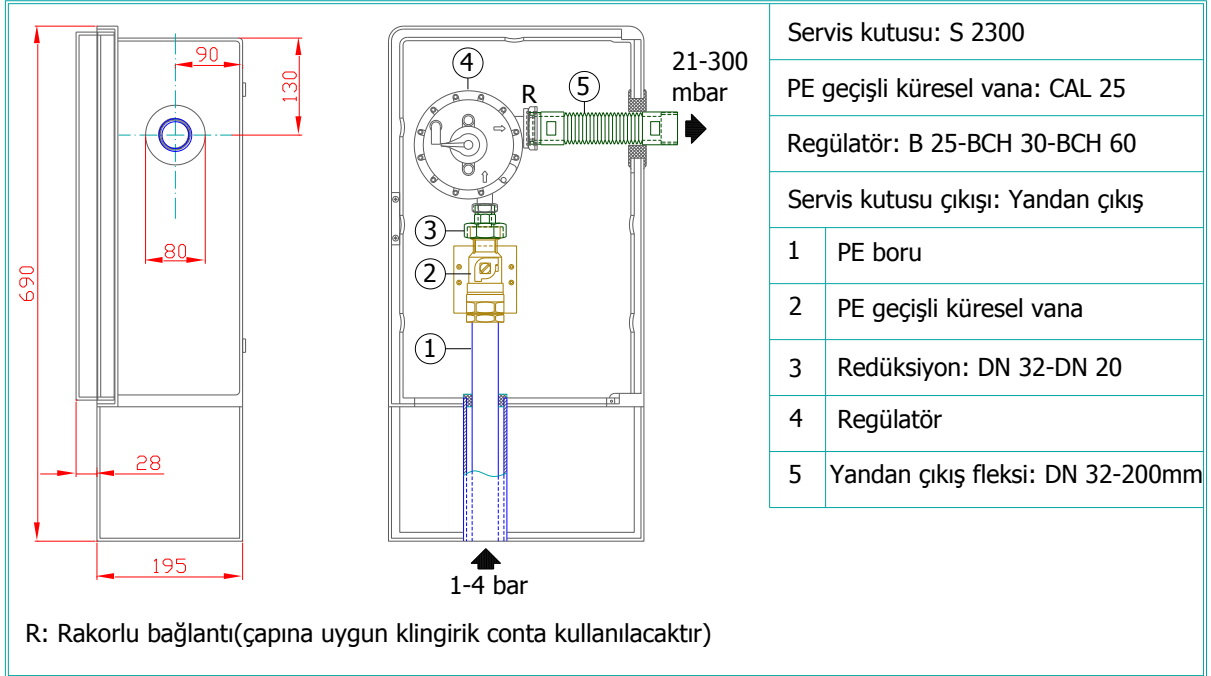 690
90
130
80
28
195
4
R
5
21-300
mbar
3
2
1
1-4 bar
Servis kutusu: S 2300
PE geçişli küresel vana: CAL 25
Regülatör: B 25-BCH 30-BCH 60
Servis kutusu çıkışı: Yandan çıkış
1 PE boru
2 PE geçişli küresel vana
3 Redüksiyon: DN 32-DN 20
4 Regülatör
5 Yandan çıkış fleksi: DN 32-200mm
R: Rakorlu bağlantı(çapına uygun klingirik conta kullanılacaktır)